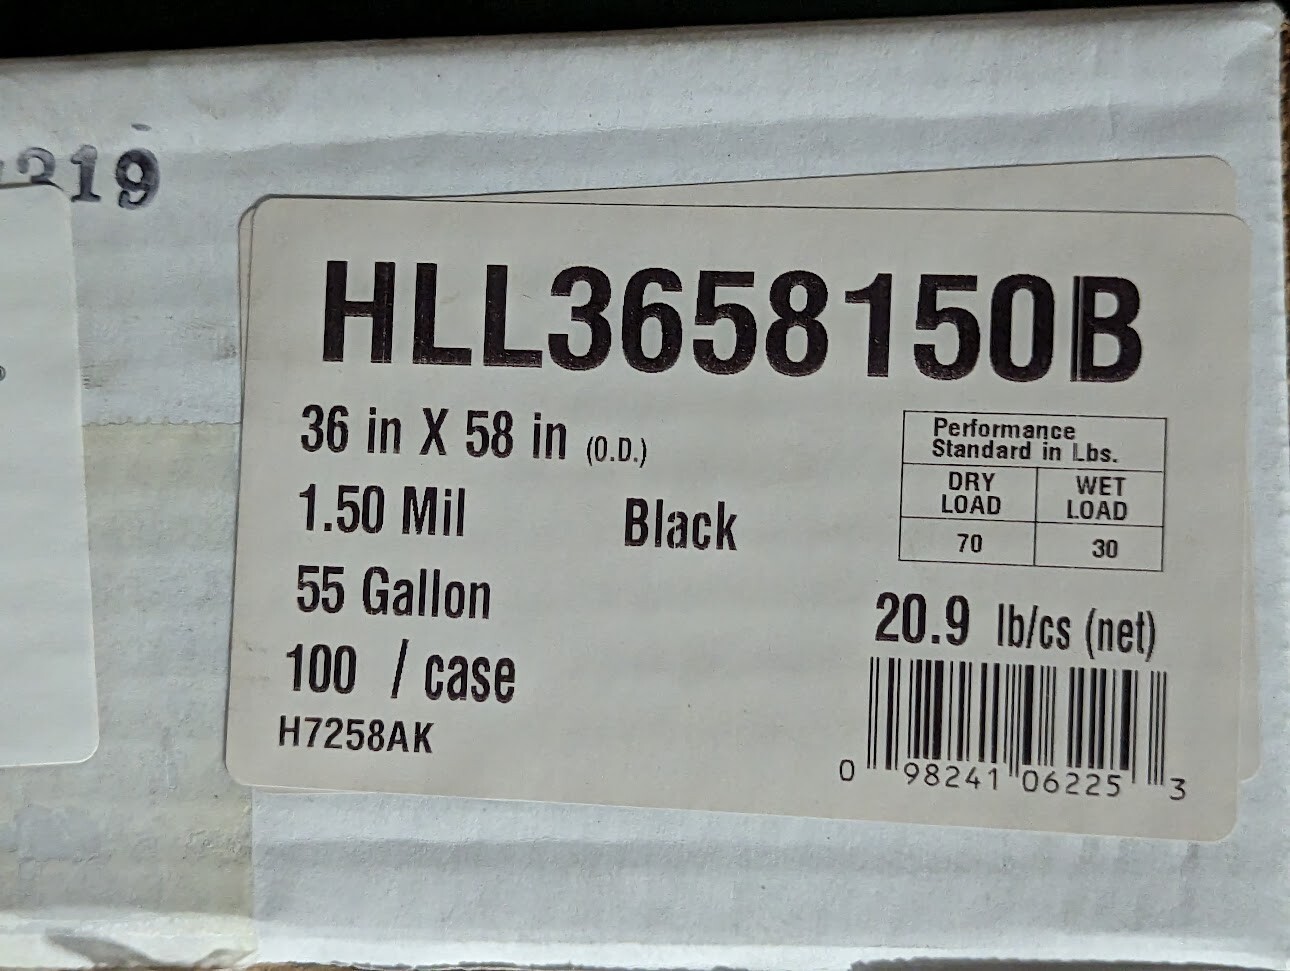 219
HLL3658150B
36 in X 58 in (O.D.)
1.50 Mil Black
55 Gallon
100 / case
H7258AK
Performance
Standard in Lbs.
DRY LOAD WET LOAD
70 30
20.9 lb/cs (net)
0 98241 06225 3